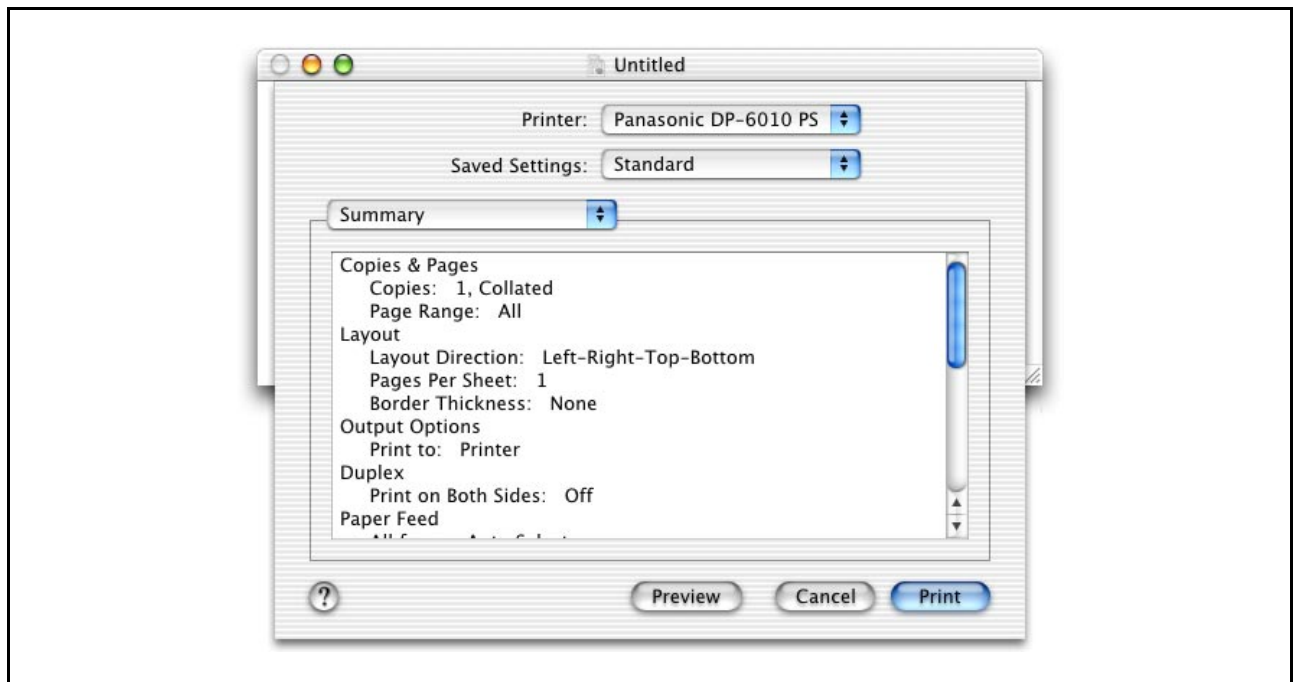 Untitled
Printer: Panasonic DP-6010 PS
Saved Settings: Standard
Summary
Copies & Pages
Copies: 1, Collated
Page Range: All
Layout
Layout Direction: Left-Right-Top-Bottom
Pages Per Sheet: 1
Border Thickness: None
Output Options
Print to: Printer
Duplex
Print on Both Sides: Off
Paper Feed
? Preview Cancel Print